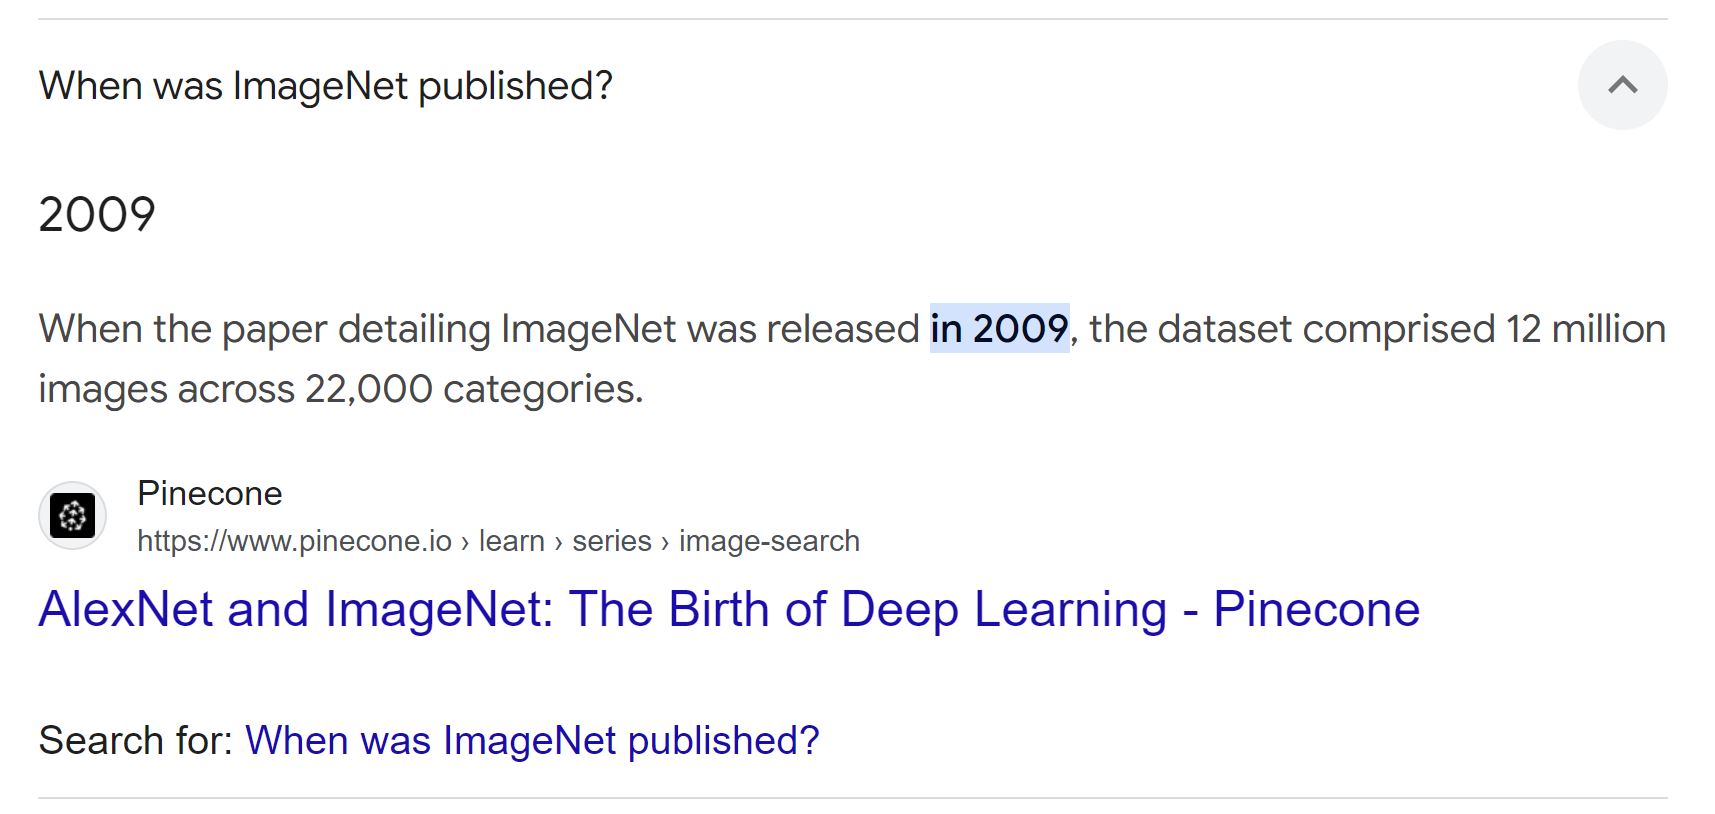 When was ImageNet published?
2009
When the paper detailing ImageNet was released in 2009, the dataset comprised 12 million
images across 22,000 categories.
Pinecone
https://www.pinecone.io › learn › series › image-search
AlexNet and ImageNet: The Birth of Deep Learning - Pinecone
Search for: When was ImageNet published?